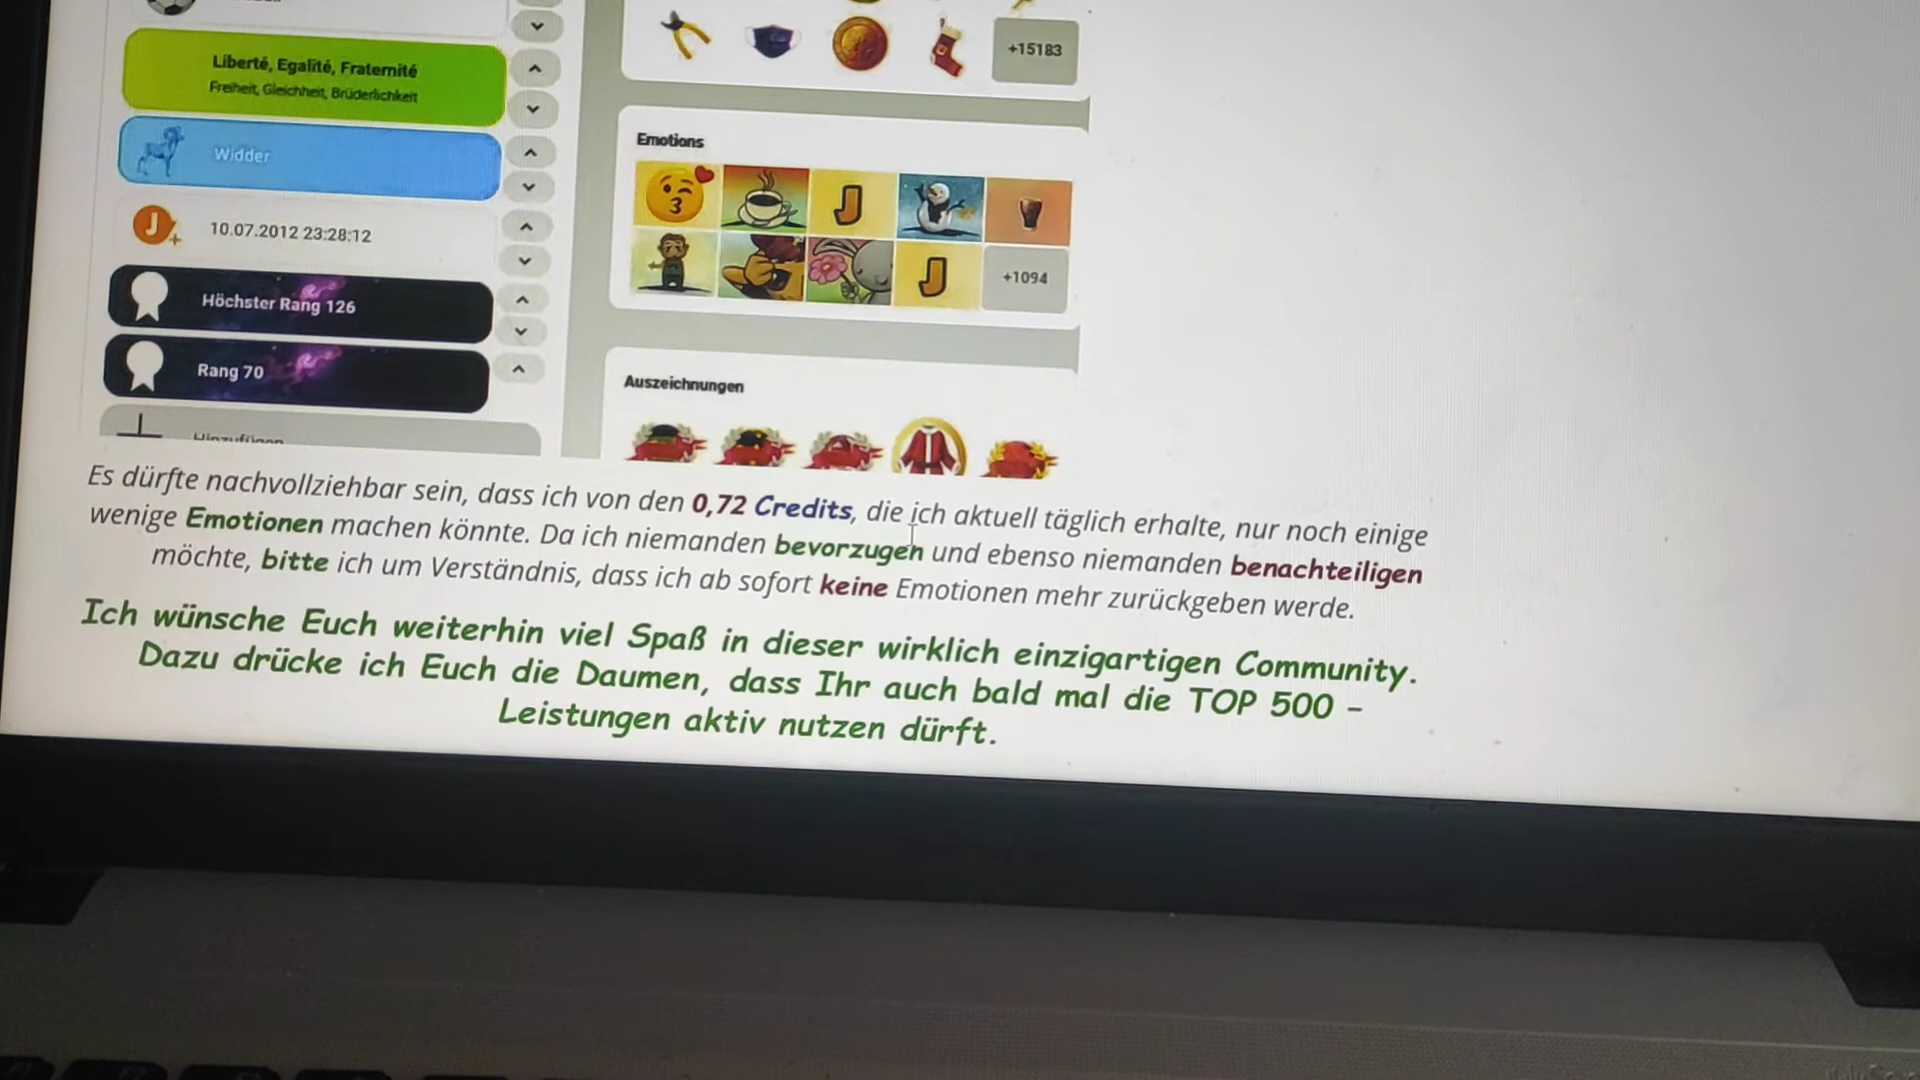 +15183
Liberté, Egalité, Fraternité
Freiheit, Gleichheit, Brüderlichkeit
Widder
10.07.2012 23:28:12
Höchster Rang 126
Rang 70
Hinzufügen
Emotions
+1094
Auszeichnungen
Es dürfte nachvollziehbar sein, dass ich von den 0,72 Credits, die ich aktuell täglich erhalte, nur noch einige
wenige Emotionen machen könnte. Da ich niemanden bevorzugen und ebenso niemanden benachteiligen
möchte, bitte ich um Verständnis, dass ich ab sofort keine Emotionen mehr zurückgeben werde.
Ich wünsche Euch weiterhin viel Spaß in dieser wirklich einzigartigen Community.
Dazu drücke ich Euch die Daumen, dass Ihr auch bald mal die TOP 500 –
Leistungen aktiv nutzen dürft.